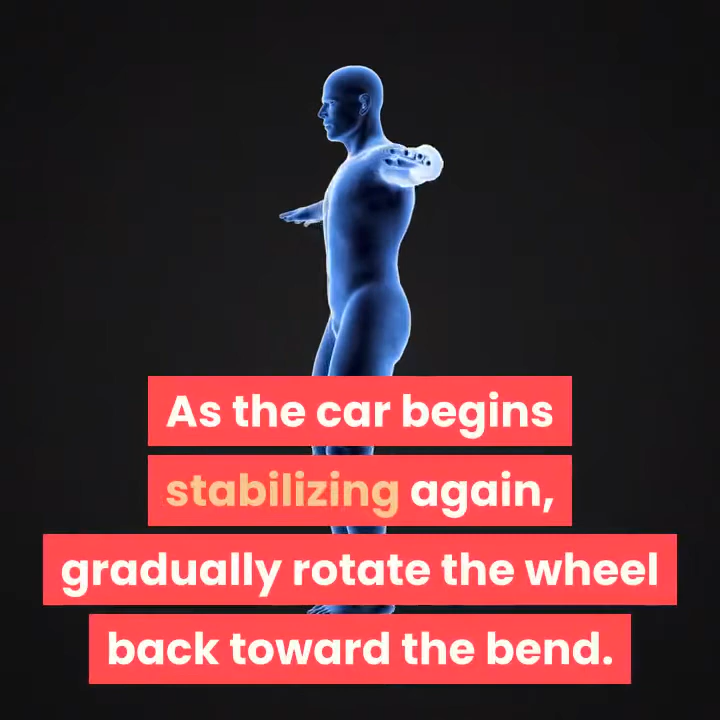 As the car begins
stabilizing again,
gradually rotate the wheel
back toward the bend.